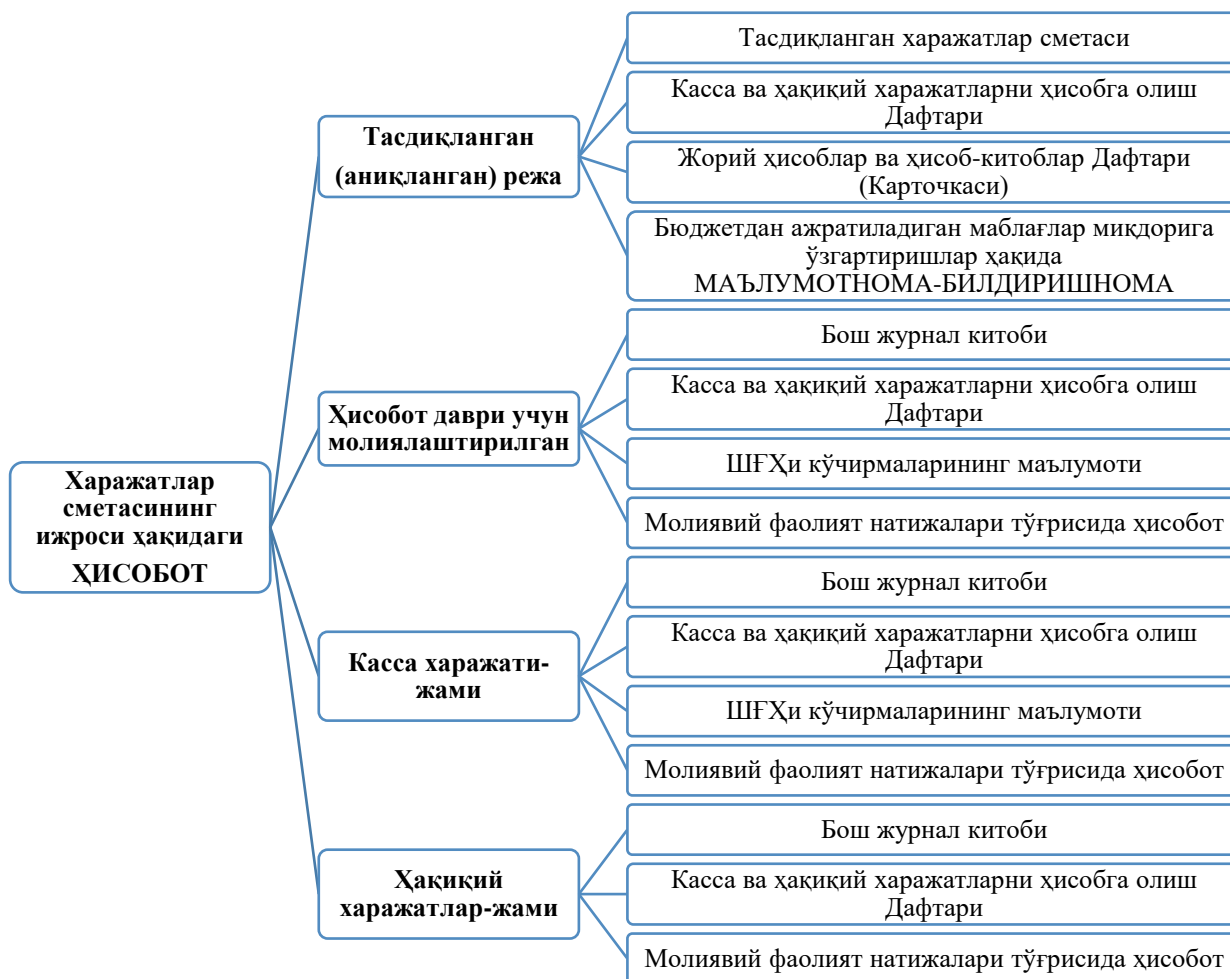 Харажатлар
сметасининг
ижроси ҳақидаги
ҲИСОБОТ
Тасдиқланган
(аниқланган) режа
Тасдиқланган харажатлар сметаси
Касса ва ҳақиқий харажатларни ҳисобга олиш
Дафтари
Жорий ҳисоблар ва ҳисоб-китоблар Дафтари
(Карточкаси)
Бюджетдан ажратиладиган маблағлар миқдорига
ўзгартиришлар ҳақида
МАЪЛУМОТНОМА-БИЛДИРИШНОМА
Ҳисобот даври учун
молиялаштирилган
Бош журнал китоби
Касса ва ҳақиқий харажатларни ҳисобга олиш
Дафтари
ШҒҲи кўчирмаларининг маълумоти
Молиявий фаолият натижалари тўғрисида ҳисобот
Касса харажати-
жами
Бош журнал китоби
Касса ва ҳақиқий харажатларни ҳисобга олиш
Дафтари
ШҒҲи кўчирмаларининг маълумоти
Молиявий фаолият натижалари тўғрисида ҳисобот
Ҳақиқий
харажатлар-жами
Бош журнал китоби
Касса ва ҳақиқий харажатларни ҳисобга олиш
Дафтари
Молиявий фаолият натижалари тўғрисида ҳисобот